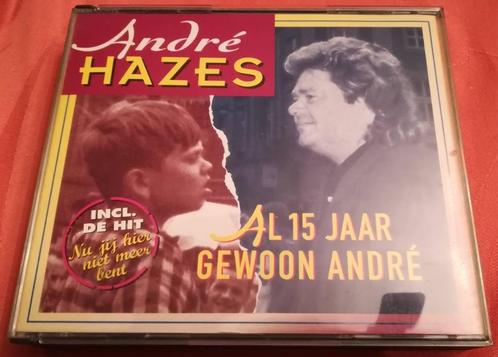 André
HAZES
INCL.
DE HIT
Nu jij hier
niet meer
bent
AL 15 JAAR
GEWOON ANDRÉ